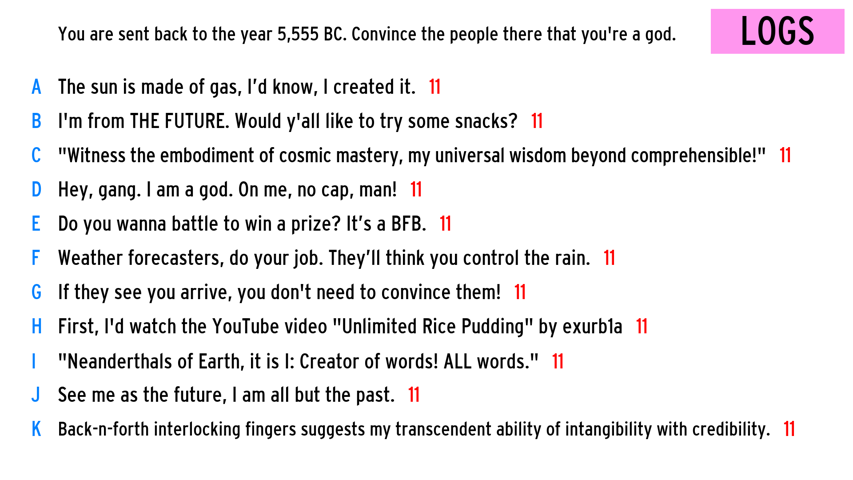 You are sent back to the year 5,555 BC. Convince the people there that you're a god.
LOGS
A The sun is made of gas, I’d know, I created it. 11
B I'm from THE FUTURE. Would y'all like to try some snacks? 11
C "Witness the embodiment of cosmic mastery, my universal wisdom beyond comprehensible!" 11
D Hey, gang. I am a god. On me, no cap, man! 11
E Do you wanna battle to win a prize? It’s a BFB. 11
F Weather forecasters, do your job. They’ll think you control the rain. 11
G If they see you arrive, you don't need to convince them! 11
H First, I'd watch the YouTube video "Unlimited Rice Pudding" by exurb1a 11
I "Neanderthals of Earth, it is I: Creator of words! ALL words." 11
J See me as the future, I am all but the past. 11
K Back-n-forth interlocking fingers suggests my transcendent ability of intangibility with credibility. 11